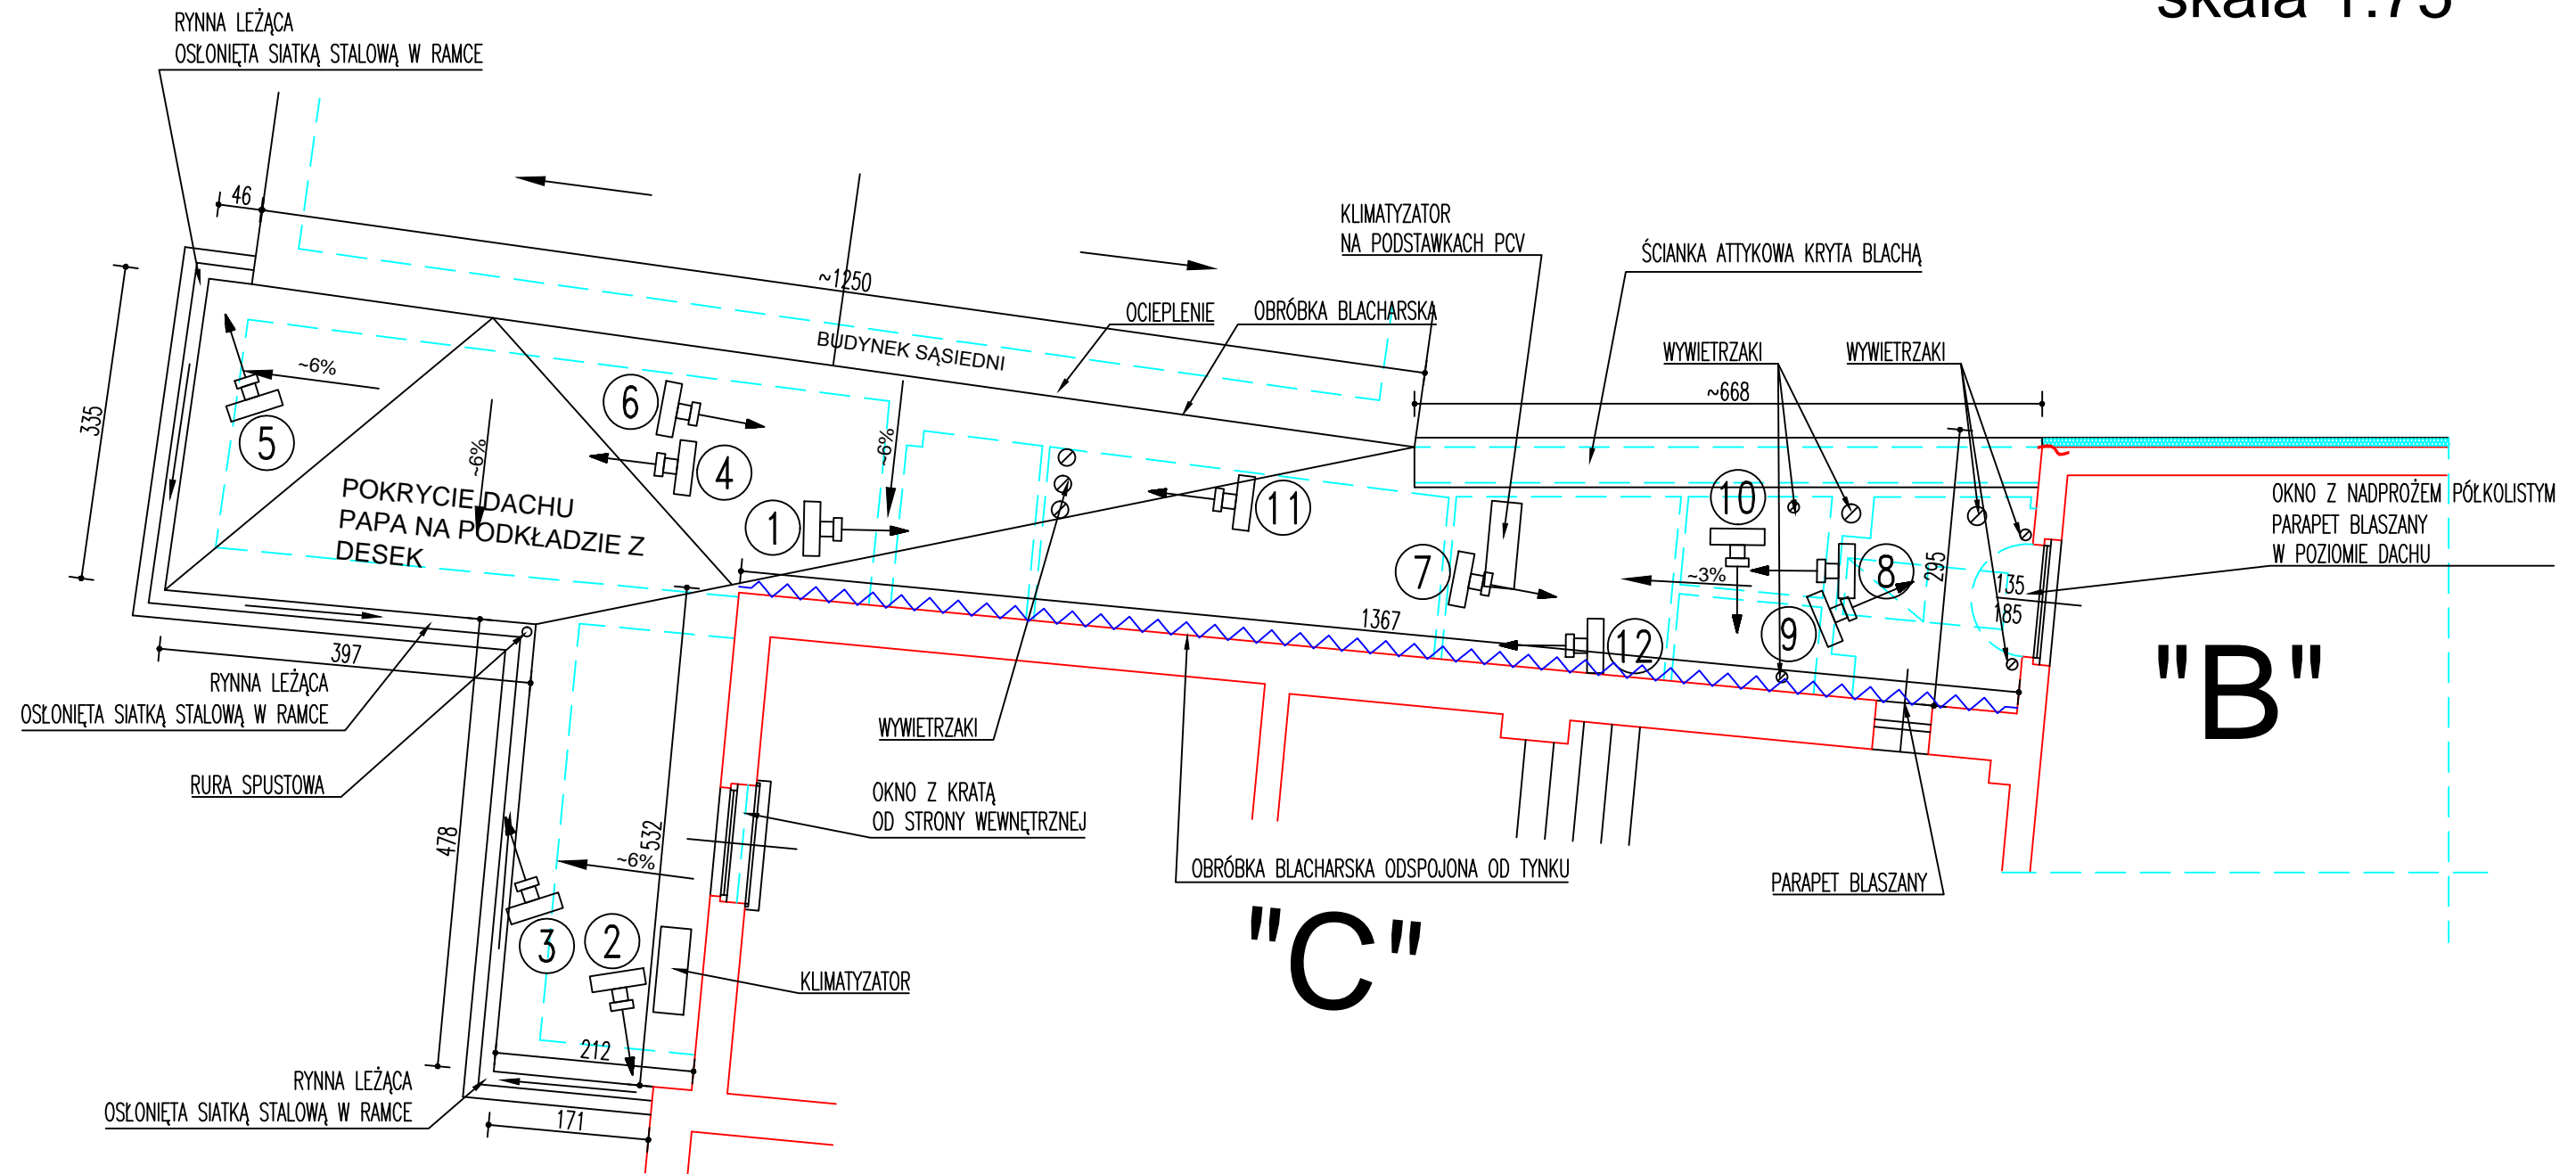 skala 1:75
RYNNA LEŻĄCA
OSŁONIĘTA SIATKĄ STALOWĄ W RAMCE
46
~1250
KLIMATYZATOR
NA PODSTAWKACH PCV
ŚCIANKA ATTYKOWA KRYTA BLACHĄ
OCIEPLENIE
OBRÓBKA BLACHARSKA
BUDYNEK SĄSIEDNI
WYWIETRZAKI
WYWIETRZAKI
~668
335
~6%
5
6
4
~6%
~6%
1
11
10
7
8
9
12
~3%
295
135
185
1367
POKRYCIE DACHU
PAPA NA PODKŁADZIE Z
DESEK
OKNO Z NADPROŻEM PÓŁKOLISTYM
PARAPET BLASZANY
W POZIOMIE DACHU
397
RYNNA LEŻĄCA
OSŁONIĘTA SIATKĄ STALOWĄ W RAMCE
RURA SPUSTOWA
WYWIETRZAKI
"B"
OKNO Z KRATĄ
OD STRONY WEWNĘTRZNEJ
478
532
~6%
OBRÓBKA BLACHARSKA ODSPOJONA OD TYNKU
PARAPET BLASZANY
"C"
3
2
KLIMATYZATOR
212
RYNNA LEŻĄCA
OSŁONIĘTA SIATKĄ STALOWĄ W RAMCE
171